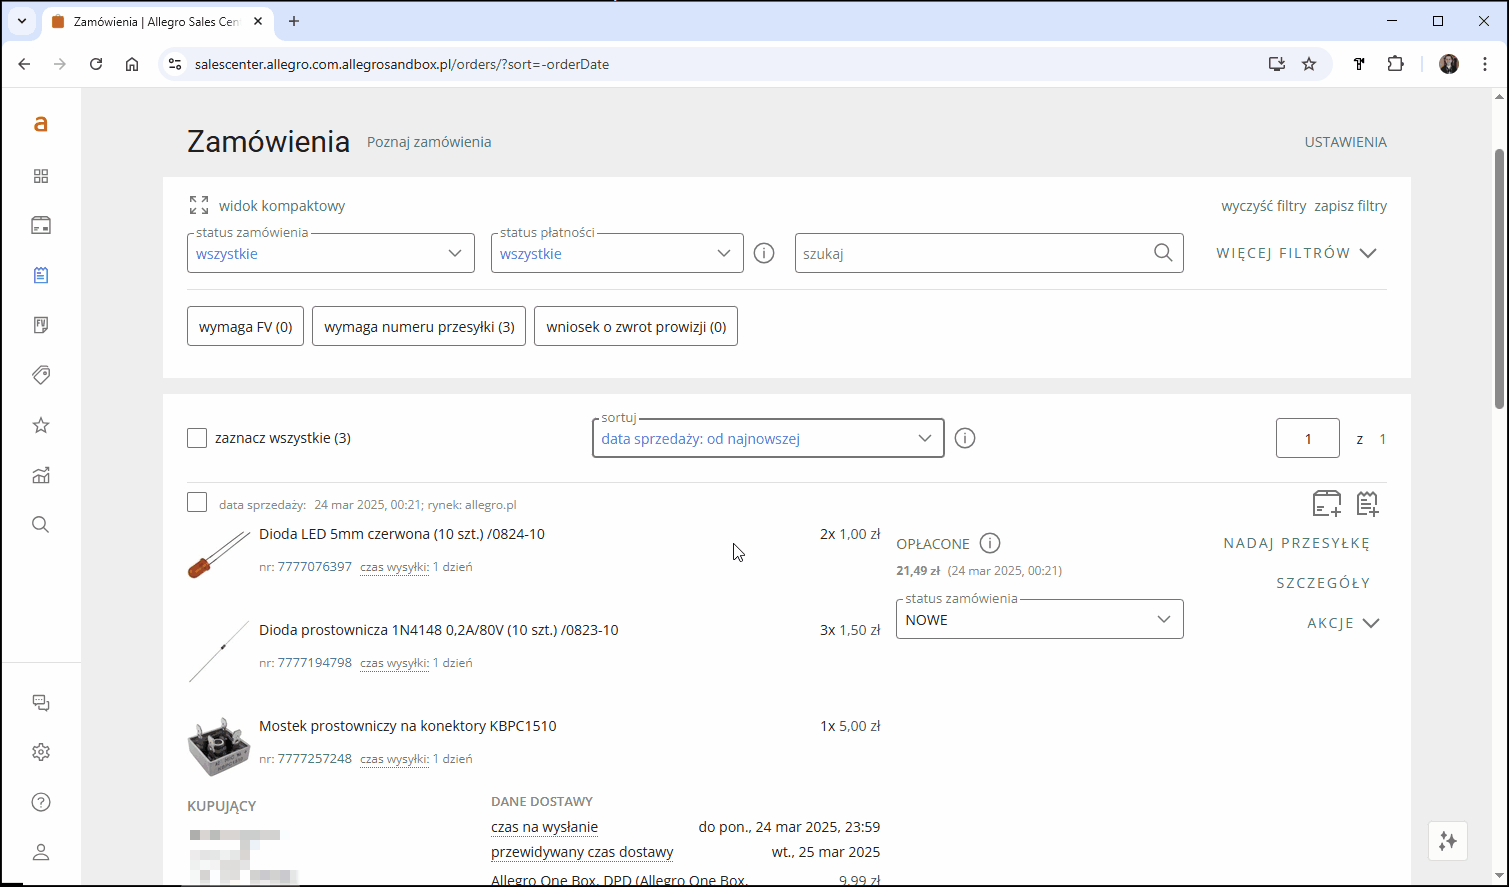 Zamówienia | Allegro Sales Cen
salescenter.allegro.com.allegrosandbox.pl/orders/?sort=-orderDate
a
Zamówienia
Poznaj zamówienia
USTAWIENIA
widok kompaktowy
wyczyść filtry
zapisz filtry
status zamówienia
wszystkie
status płatności
wszystkie
szukaj
WIĘCEJ FILTRÓW
wymaga FV (0)
wymaga numeru przesyłki (3)
wniosek o zwrot prowizji (0)
zaznacz wszystkie (3)
sortuj
data sprzedaży: od najnowszej
1
z
1
data sprzedaży: 24 mar 2025, 00:21; rynek: allegro.pl
Dioda LED 5mm czerwona (10 szt.) /0824-10
2x 1,00 zł
nr: 7777076397 czas wysyłki: 1 dzień
OPŁACONE
21,49 zł (24 mar 2025, 00:21)
status zamówienia
NOWE
NADAJ PRZESYŁKĘ
SZCZEGÓŁY
AKCJE
Dioda prostownicza 1N4148 0,2A/80V (10 szt.) /0823-10
3x 1,50 zł
nr: 7777194798 czas wysyłki: 1 dzień
Mostek prostowniczy na konektory KBPC1510
1x 5,00 zł
nr: 7777257248 czas wysyłki: 1 dzień
KUPUJĄCY
DANE DOSTAWY
czas na wysłanie
do pon., 24 mar 2025, 23:59
przewidywany czas dostawy
wt., 25 mar 2025
Allegro One Box, DPD (Allegro One Box,
9,99 zł